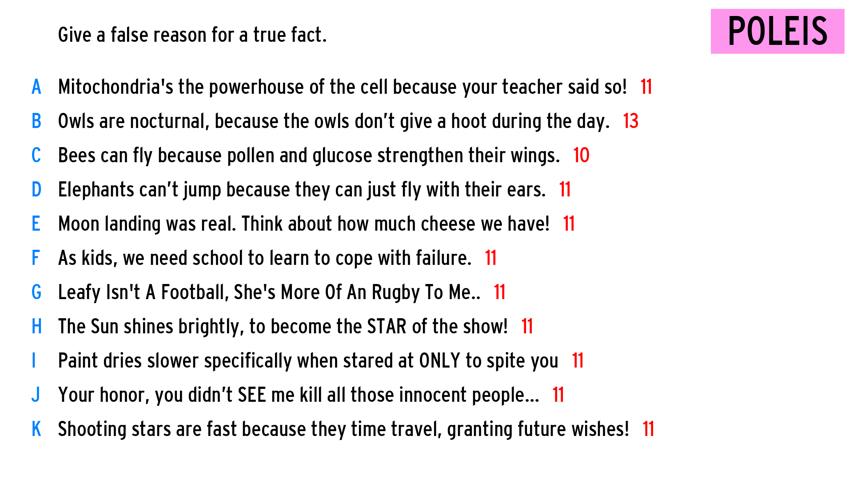 Give a false reason for a true fact.
POLEIS
A Mitochondria's the powerhouse of the cell because your teacher said so! 11
B Owls are nocturnal, because the owls don't give a hoot during the day. 13
C Bees can fly because pollen and glucose strengthen their wings. 10
D Elephants can't jump because they can just fly with their ears. 11
E Moon landing was real. Think about how much cheese we have! 11
F As kids, we need school to learn to cope with failure. 11
G Leafy Isn't A Football, She's More Of An Rugby To Me.. 11
H The Sun shines brightly, to become the STAR of the show! 11
I Paint dries slower specifically when stared at ONLY to spite you 11
J Your honor, you didn't SEE me kill all those innocent people... 11
K Shooting stars are fast because they time travel, granting future wishes! 11